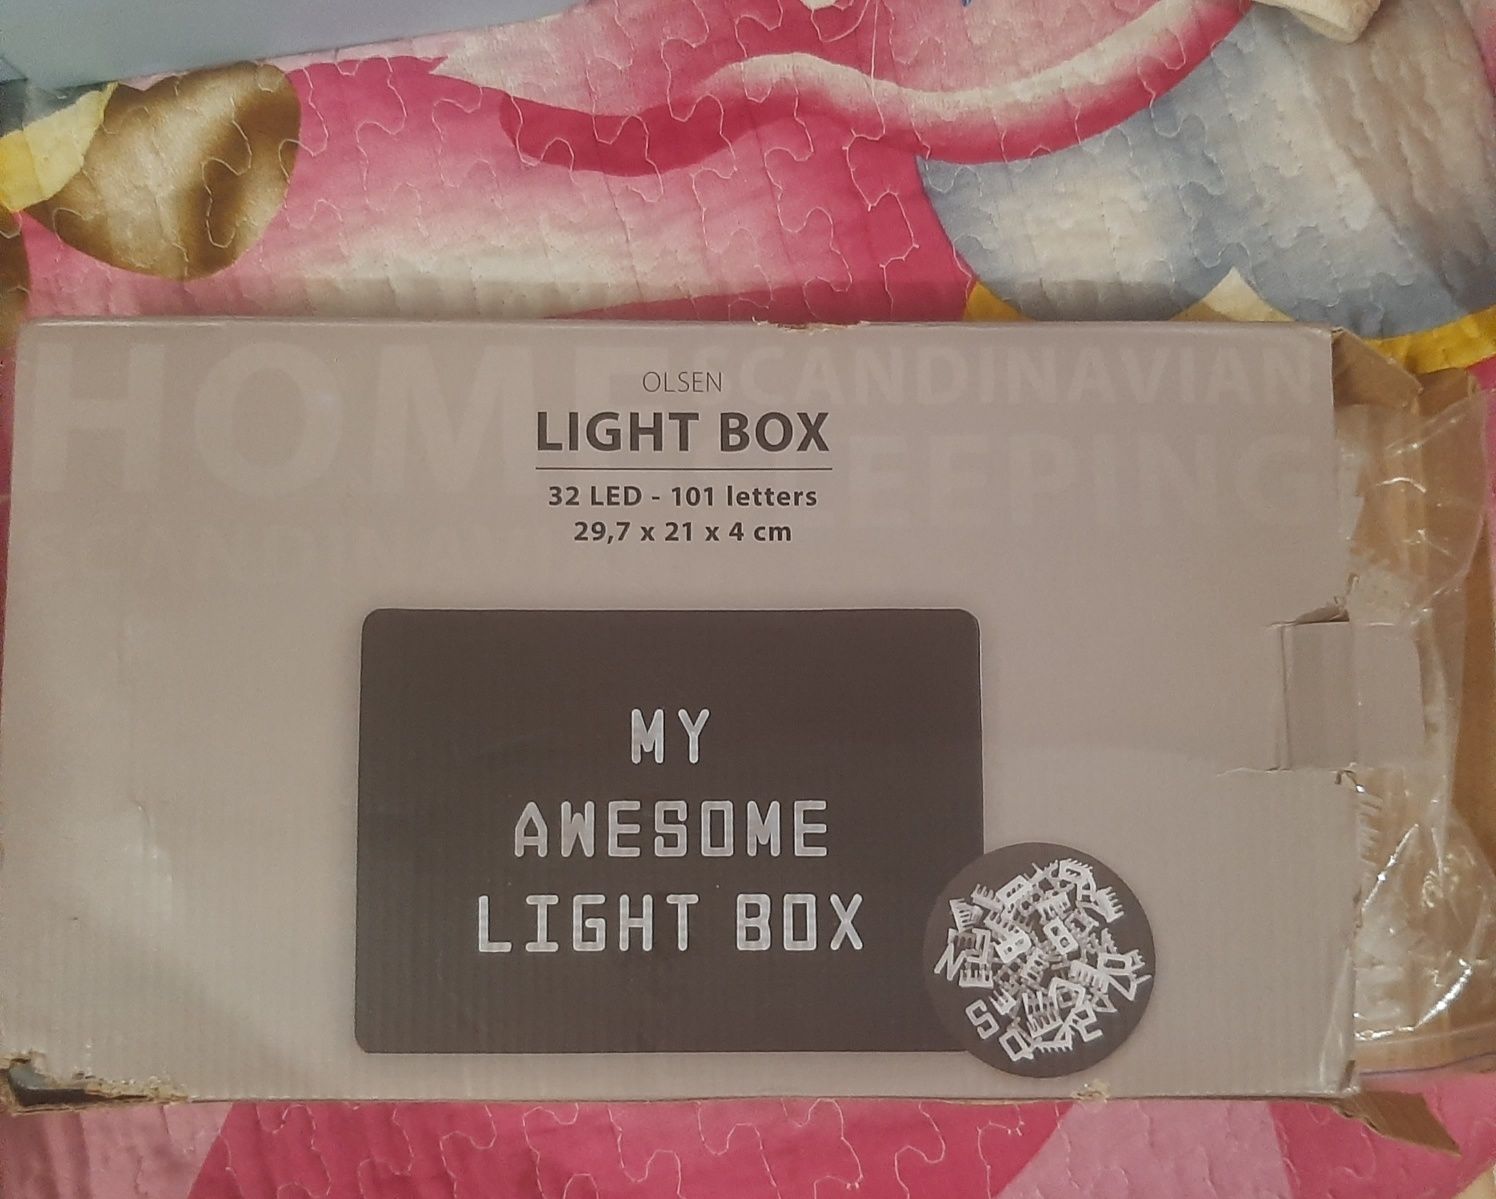 HOME
SCANDINAVIAN
OLSEN
LIGHT BOX
32 LED - 101 letters
29,7 x 21 x 4 cm
MY
AWESOME
LIGHT BOX